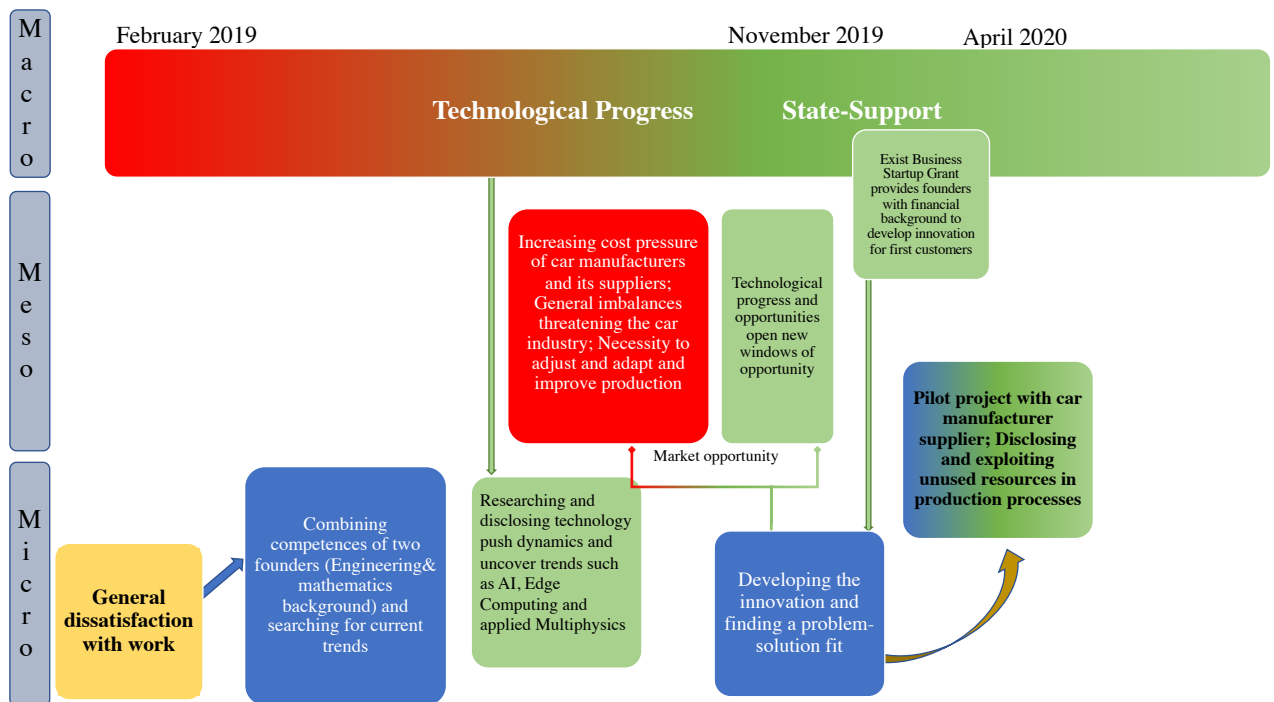 Macro
February 2019
November 2019
April 2020
Technological Progress
State-Support
Exist Business
Startup Grant
provides founders
with financial
background to
develop innovation
for first customers
Meso
Increasing cost pressure
of car manufacturers
and its suppliers;
General imbalances
threatening the car
industry; Necessity to
adjust and adapt and
improve production
Technological
progress and
opportunities
open new
windows of
opportunity
Pilot project with car
manufacturer
supplier; Disclosing
and exploiting
unused resources in
production processes
Market opportunity
Micro
General
dissatisfaction
with work
Combining
competences of two
founders (Engineering&
mathematics
background) and
searching for current
trends
Researching and
disclosing technology
push dynamics and
uncover trends such
as AI, Edge
Computing and
applied Multiphysics
Developing the
innovation and
finding a problem-
solution fit